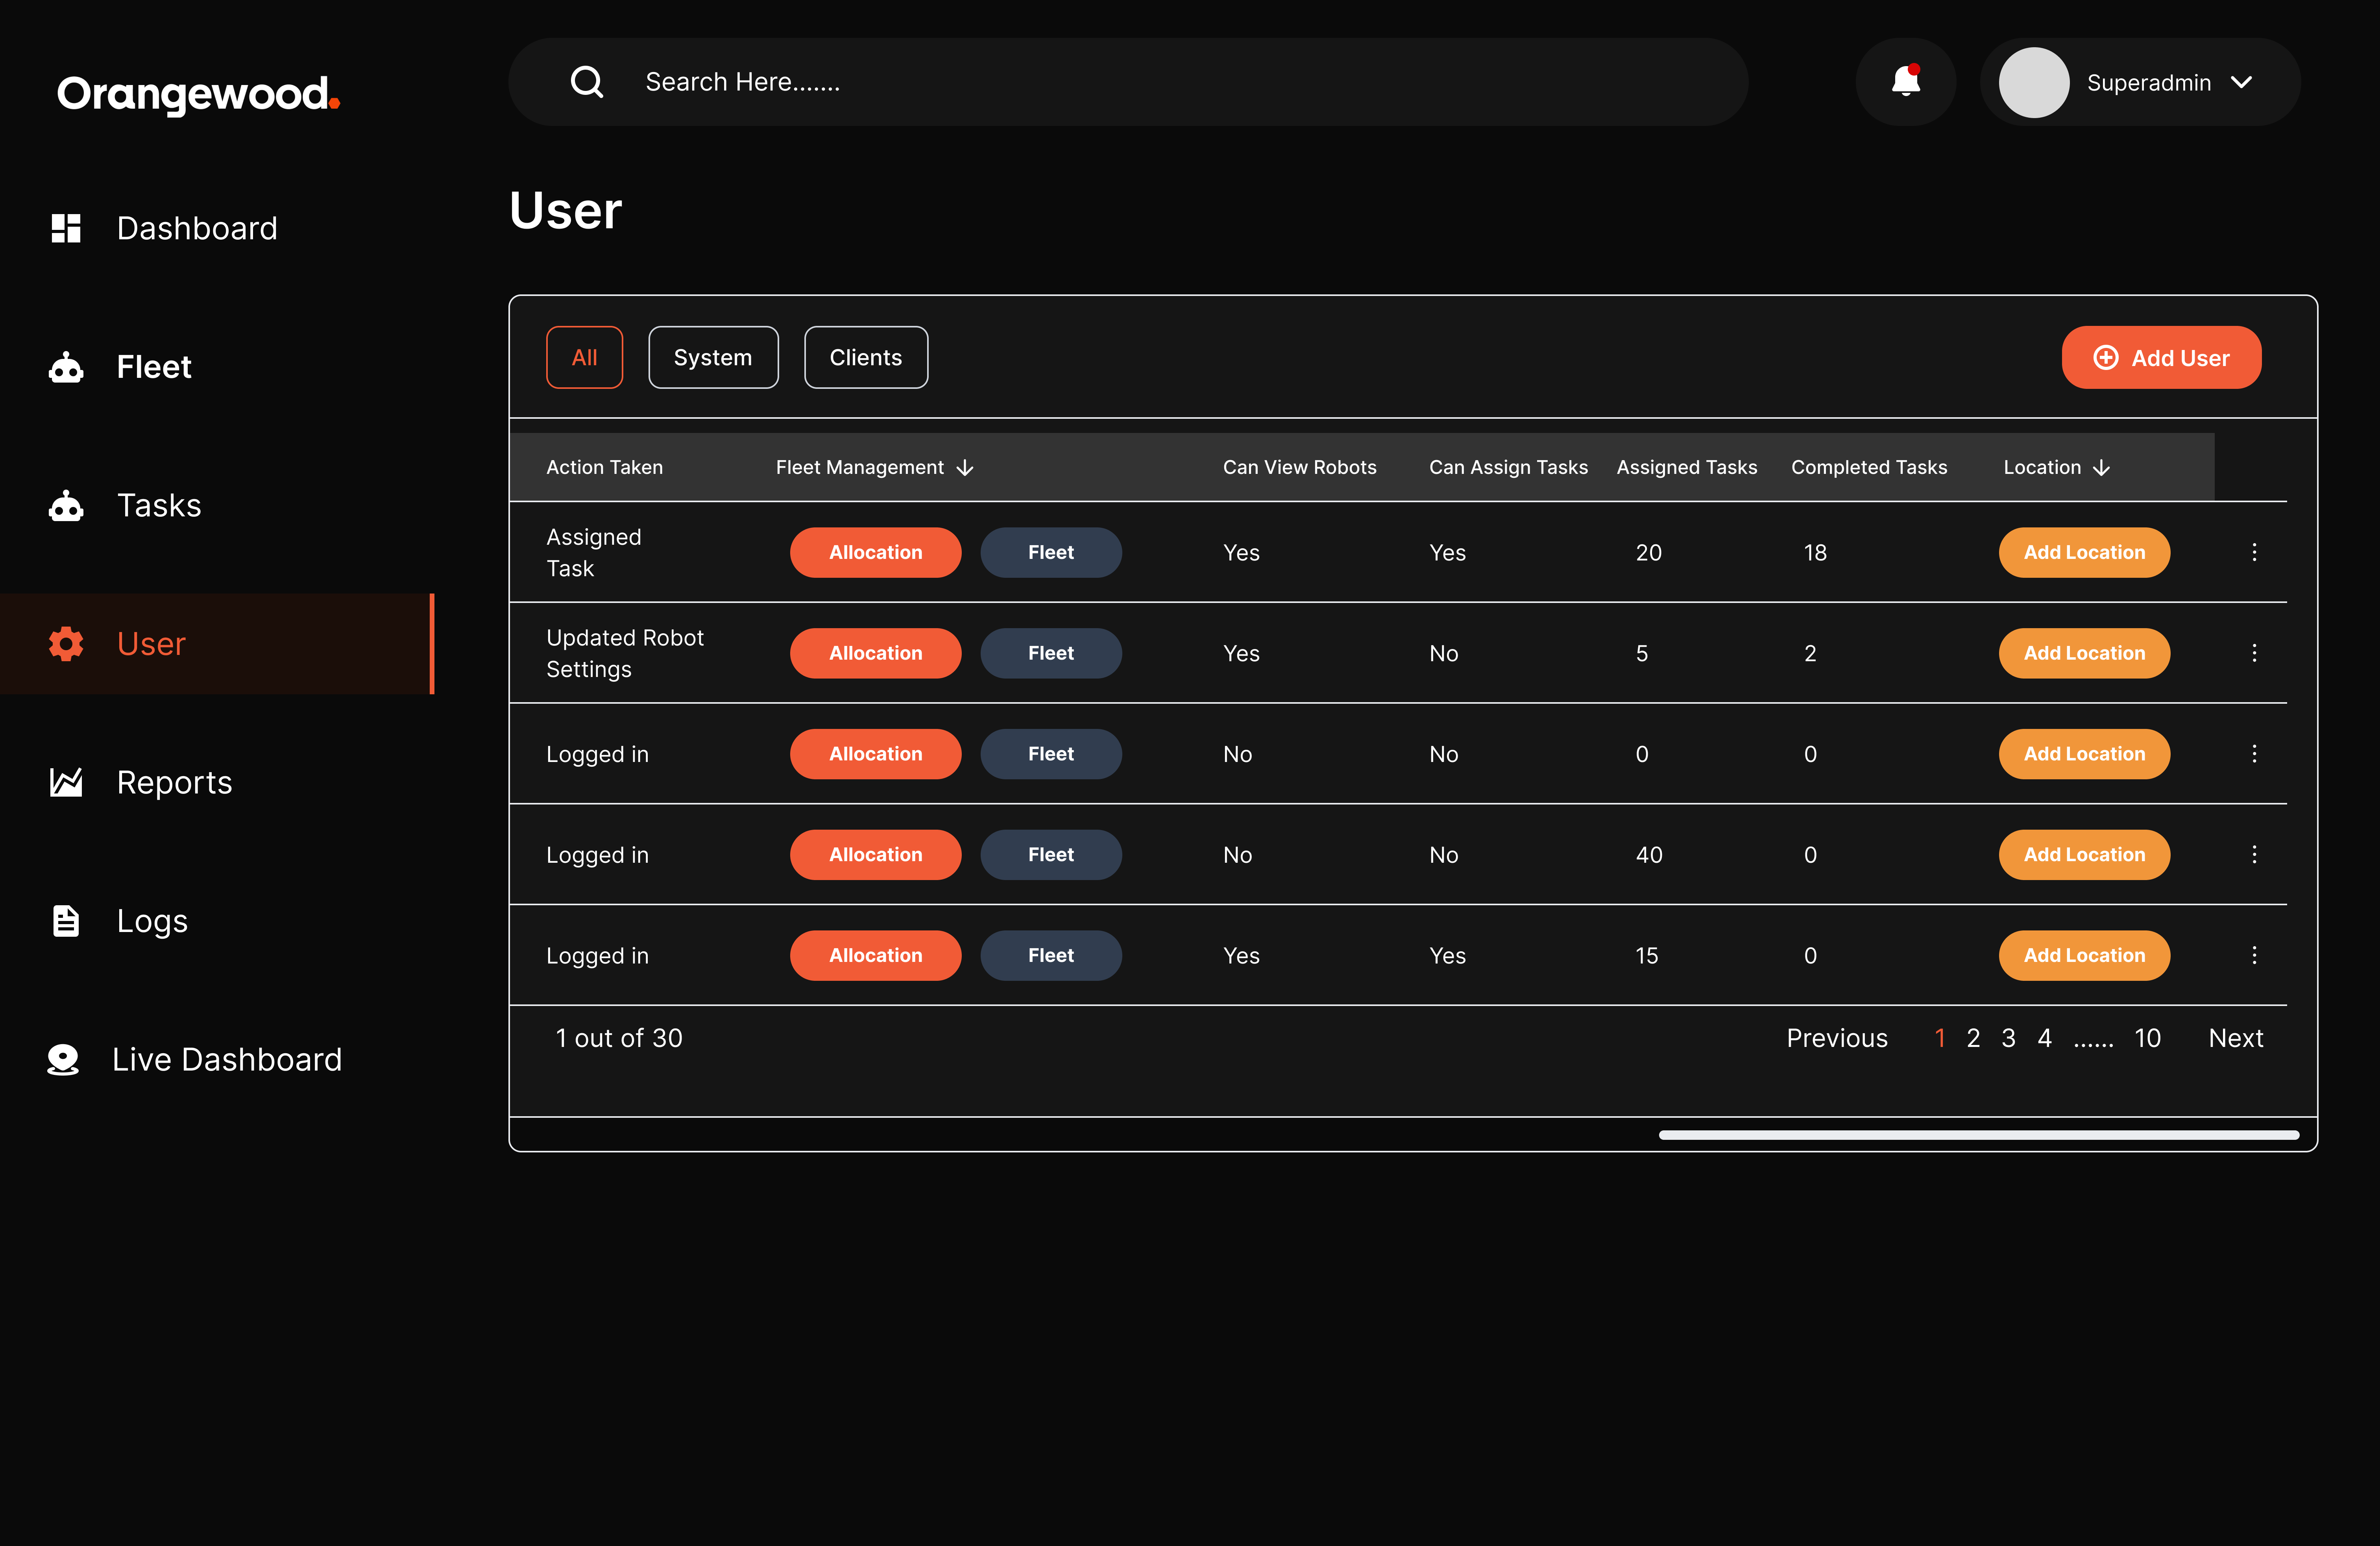 Orangewood.
Search Here.......
Superadmin
Dashboard
Fleet
Tasks
User
Reports
Logs
Live Dashboard
User
All System Clients Add User
Action Taken Fleet Management Can View Robots Can Assign Tasks Assigned Tasks Completed Tasks Location
Assigned
Task
Allocation Fleet Yes Yes 20 18 Add Location
Updated Robot
Settings
Allocation Fleet Yes No 5 2 Add Location
Logged in Allocation Fleet No No 0 0 Add Location
Logged in Allocation Fleet No No 40 0 Add Location
Logged in Allocation Fleet Yes Yes 15 0 Add Location
1 out of 30 Previous 1 2 3 4 ...... 10 Next